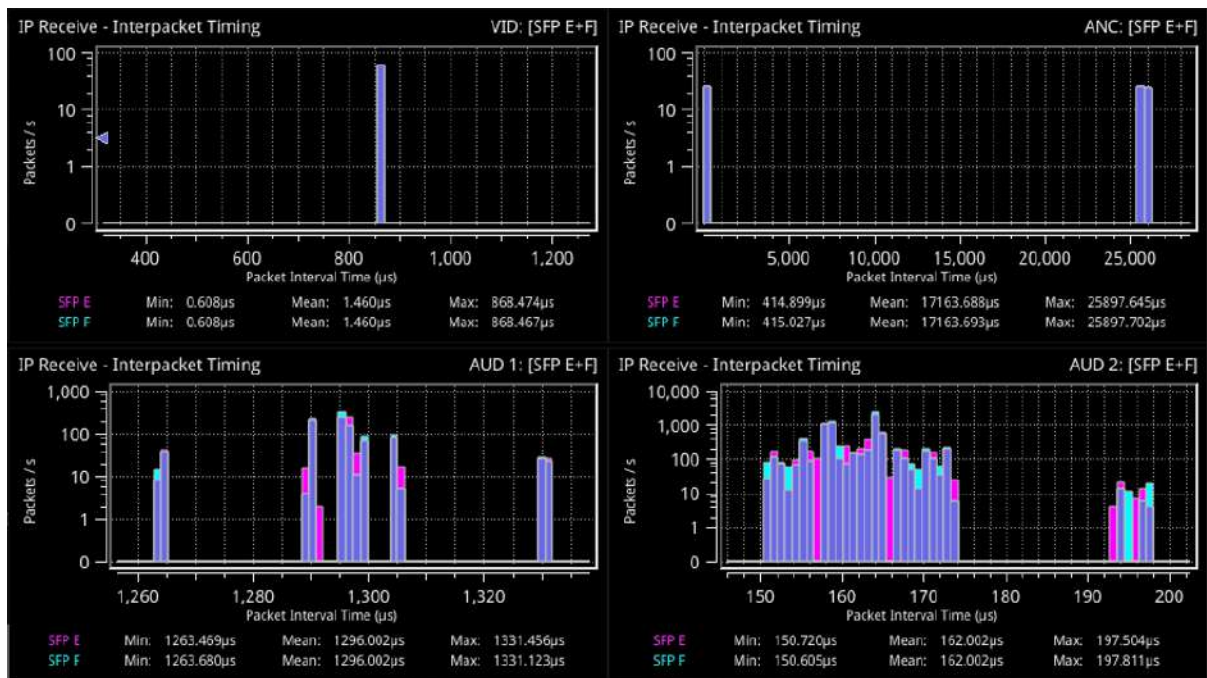 IP Receive - Interpacket Timing VID: [SFP E+F]
100
10
1
0
Packets / s
400 600 800 1,000 1,200
Packet Interval Time (µs)
SFP E Min: 0.608µs Mean: 1.460µs Max: 868.474µs
SFP F Min: 0.608µs Mean: 1.460µs Max: 868.467µs
IP Receive - Interpacket Timing ANC: [SFP E+F]
100
10
1
0
Packets / s
5,000 10,000 15,000 20,000 25,000
Packet Interval Time (µs)
SFP E Min: 414.899µs Mean: 17163.688µs Max: 25897.645µs
SFP F Min: 415.027µs Mean: 17163.693µs Max: 25897.702µs
IP Receive - Interpacket Timing AUD 1: [SFP E+F]
1,000
100
10
1
0
Packets / s
1,260 1,280 1,300 1,320
Packet Interval Time (µs)
SFP E Min: 1263.469µs Mean: 1296.002µs Max: 1331.456µs
SFP F Min: 1263.680µs Mean: 1296.002µs Max: 1331.123µs
IP Receive - Interpacket Timing AUD 2: [SFP E+F]
10,000
1,000
100
10
1
0
Packets / s
150 160 170 180 190 200
Packet Interval Time (µs)
SFP E Min: 150.720µs Mean: 162.002µs Max: 197.504µs
SFP F Min: 150.605µs Mean: 162.002µs Max: 197.811µs